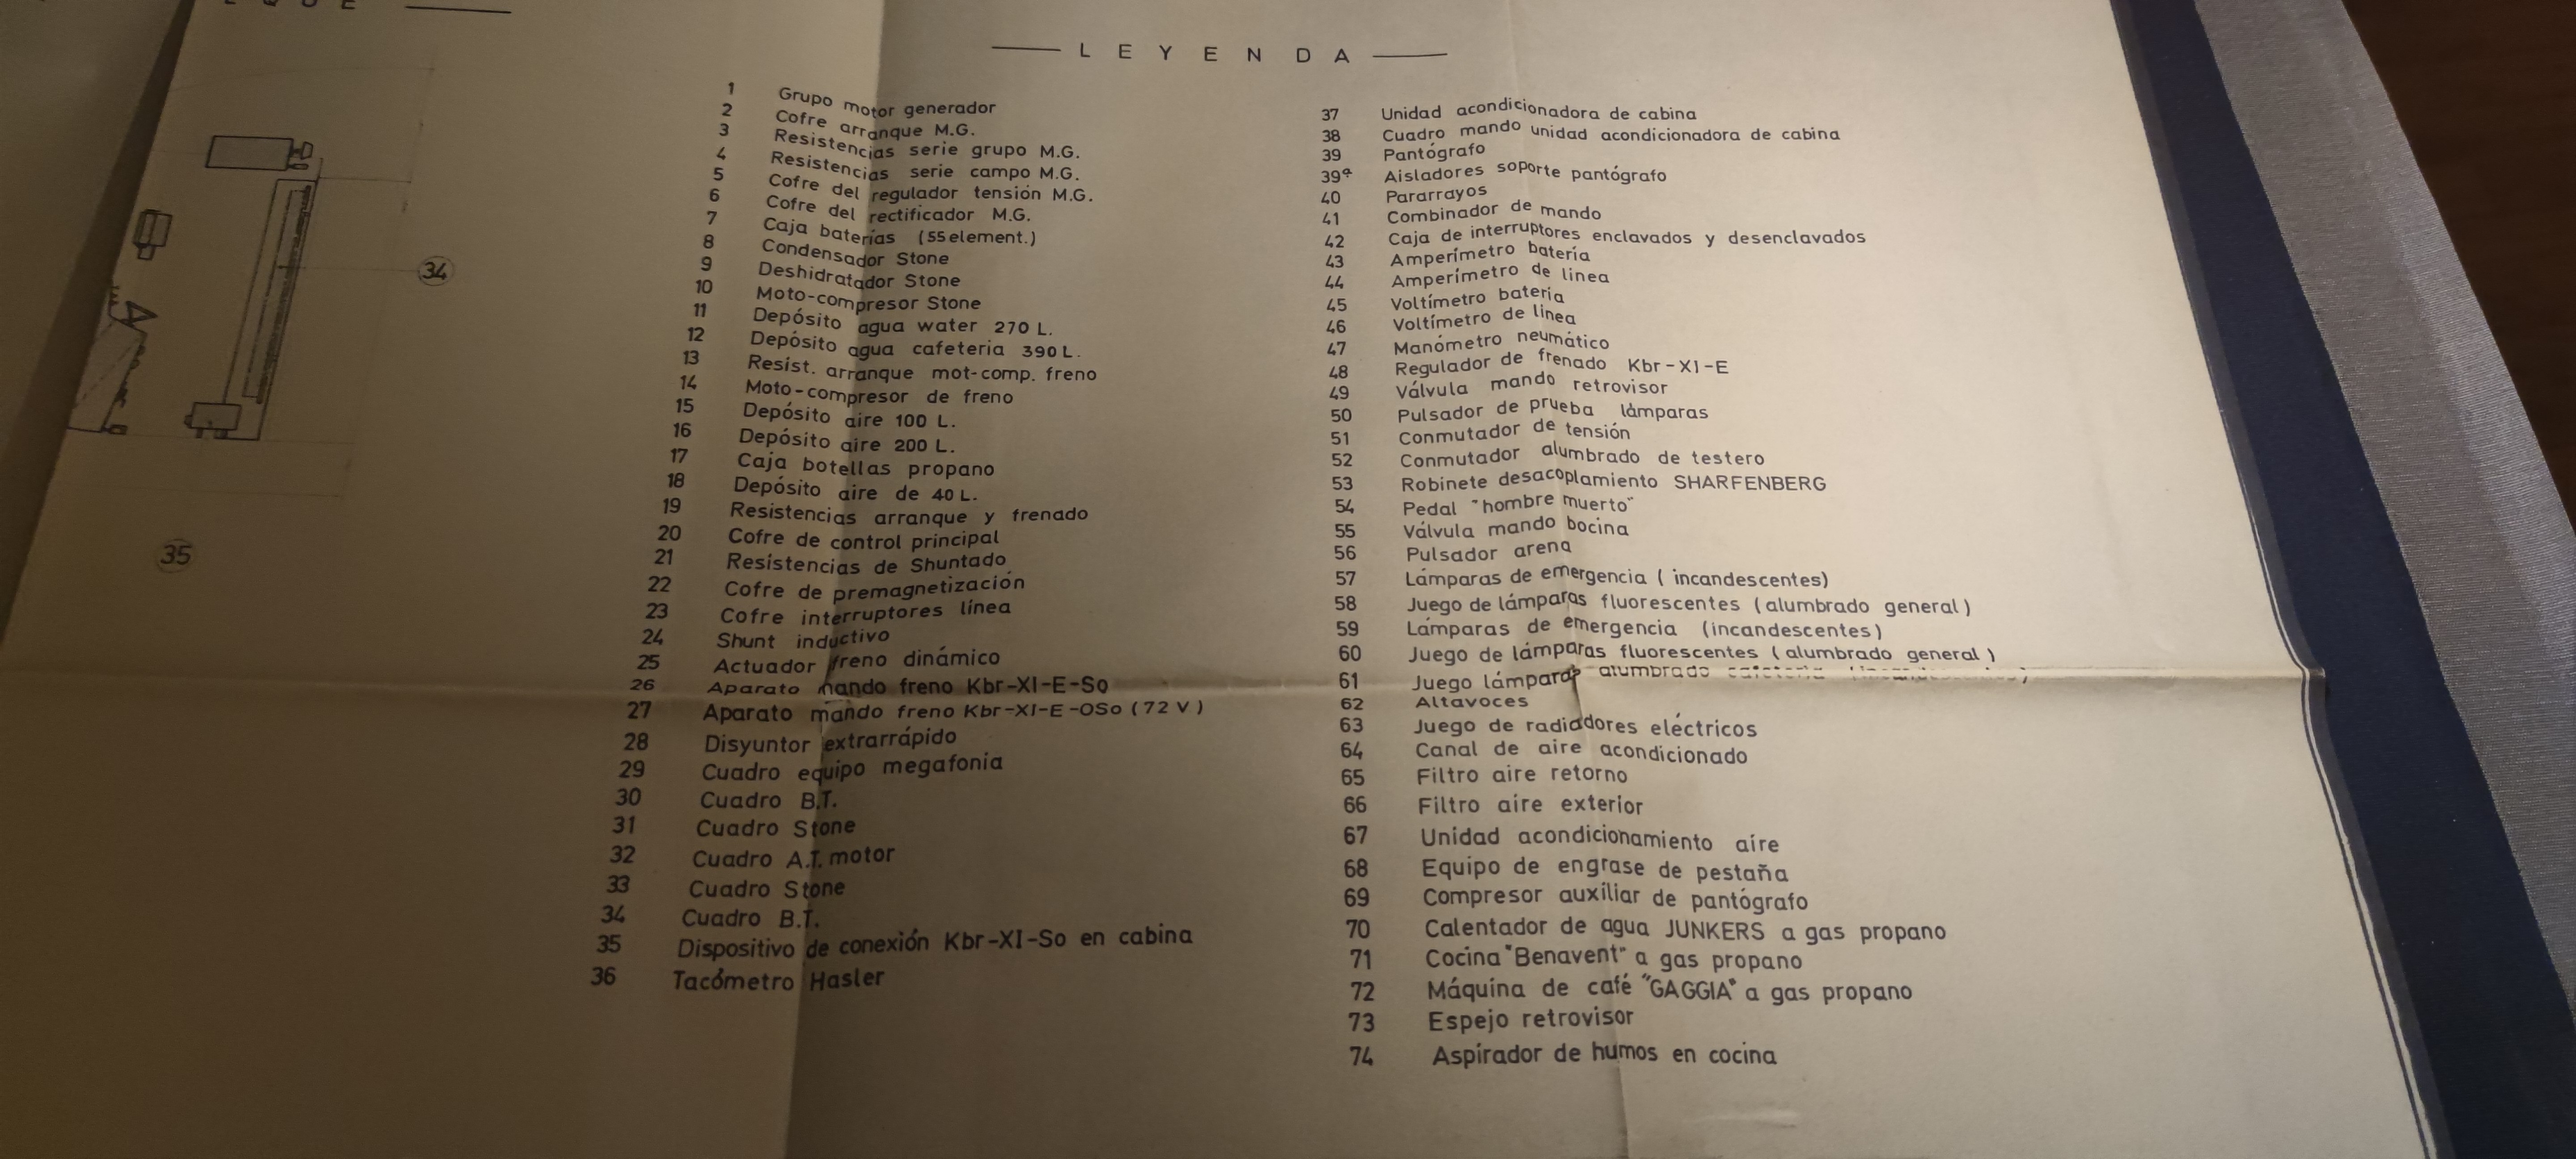 LEYENDA
1 Grupo motor generador
2 Cofre arranque M.G.
3 Resistencias serie grupo M.G.
4 Resistencias serie campo M.G.
5 Cofre del regulador tensión M.G.
6 Cofre del rectificador M.G.
7 Caja baterías (55 element.)
8 Condensador Stone
9 Deshidratador Stone
10 Moto-compresor Stone
11 Depósito agua water 270 L.
12 Depósito agua cafeteria 390 L.
13 Resist. arranque mot-comp. freno
14 Moto-compresor de freno
15 Depósito aire 100 L.
16 Depósito aire 200 L.
17 Caja botellas propano
18 Depósito aire de 40 L.
19 Resistencias arranque y frenado
20 Cofre de control principal
21 Resistencias de Shuntado
22 Cofre de premagnetización
23 Cofre interruptores línea
24 Shunt inductivo
25 Actuador freno dinámico
26 Aparato mando freno Kbr-XI-E-So
27 Aparato mando freno Kbr-XI-E-OSo (72 V)
28 Disyuntor extrarrápido
29 Cuadro equipo megafonia
30 Cuadro B.T.
31 Cuadro Stone
32 Cuadro A.T. motor
33 Cuadro Stone
34 Cuadro B.T.
35 Dispositivo de conexión Kbr-XI-So en cabina
36 Tacómetro Hasler
37 Unidad acondicionadora de cabina
38 Cuadro mando unidad acondicionadora de cabina
39 Pantógrafo
39ª Aisladores soporte pantógrafo
40 Pararrayos
41 Combinador de mando
42 Caja de interruptores enclavados y desenclavados
43 Amperímetro batería
44 Amperímetro de linea
45 Voltímetro bateria
46 Voltímetro de linea
47 Manómetro neumático
48 Regulador de frenado Kbr-XI-E
49 Válvula mando retrovisor
50 Pulsador de prueba lámparas
51 Conmutador de tensión
52 Conmutador alumbrado de testero
53 Robinete desacoplamiento SHARFENBERG
54 Pedal "hombre muerto"
55 Válvula mando bocina
56 Pulsador arena
57 Lámparas de emergencia (incandescentes)
58 Juego de lámparas fluorescentes (alumbrado general)
59 Lámparas de emergencia (incandescentes)
60 Juego de lámparas fluorescentes (alumbrado general)
61 Juego lámparas alumbrado
62 Altavoces
63 Juego de radiadores eléctricos
64 Canal de aire acondicionado
65 Filtro aire retorno
66 Filtro aire exterior
67 Unidad acondicionamiento aire
68 Equipo de engrase de pestaña
69 Compresor auxiliar de pantógrafo
70 Calentador de agua JUNKERS a gas propano
71 Cocina "Benavent" a gas propano
72 Máquina de café "GAGGIA" a gas propano
73 Espejo retrovisor
74 Aspirador de humos en cocina
34
35